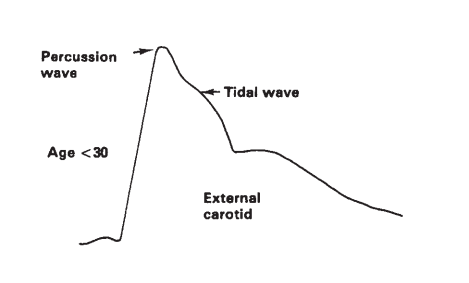 Percussion
wave
Tidal wave
Age <30
External
carotid